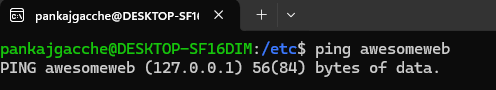 pankajgacche@DESKTOP-SF16
pankajgacche@DESKTOP-SF16DIM:/etc$ ping awesomeweb
PING awesomeweb (127.0.0.1) 56(84) bytes of data.